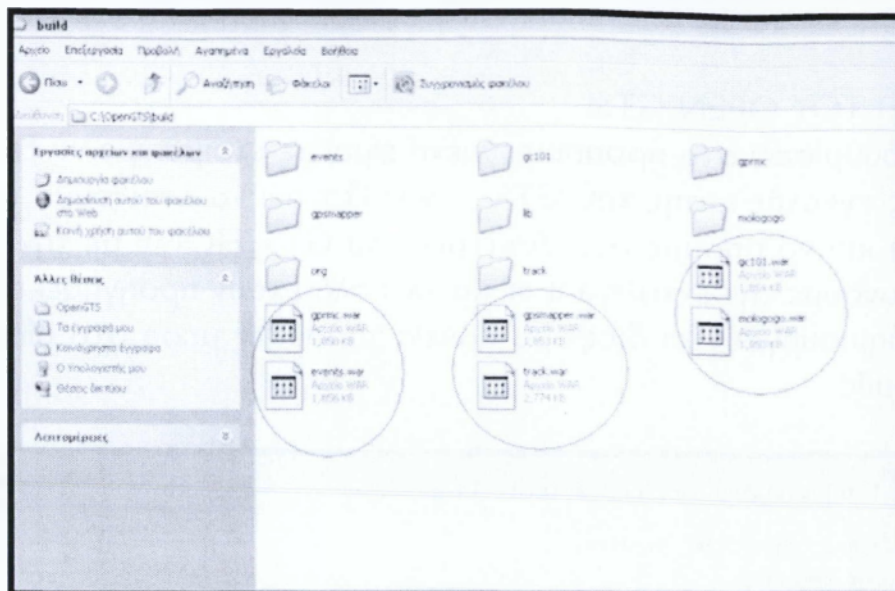 build
Αρχείο Επεξεργασία Προβολή Αγαπημένα Εργαλεία Βοήθεια
Πίσω Αναζήτηση Φάκελοι Συγχρονισμός φακέλου
Διεύθυνση C:\OpenGTS\build
Εργασίες αρχείων και φακέλων
Δημιουργία φακέλου
Δημοσίευση αυτού του φακέλου
στο Web
Κοινή χρήση αυτού του φακέλου
Άλλες θέσεις
OpenGTS
Τα έγγραφά μου
Κοινόχρηστα έγγραφα
Ο υπολογιστής μου
Θέσεις δικτύου
Λεπτομέρειες
events
gc101
gprmc
gpsmapper
lib
mologogo
org
track
gc101.war
Αρχείο WAR
gprmc.war
Αρχείο WAR
gpsmapper.war
Αρχείο WAR
mologogo.war
Αρχείο WAR
events.war
Αρχείο WAR
track.war
Αρχείο WAR
2,774 KB